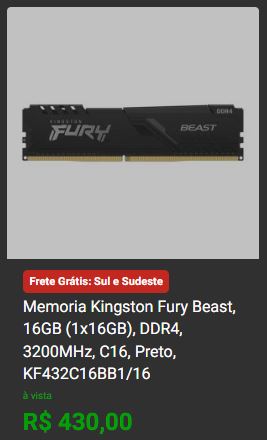 KINGSTON
FURY
BEAST
DDR4
Frete Grátis: Sul e Sudeste
Memoria Kingston Fury Beast,
16GB (1x16GB), DDR4,
3200MHz, C16, Preto,
KF432C16BB1/16
à vista
R$ 430,00